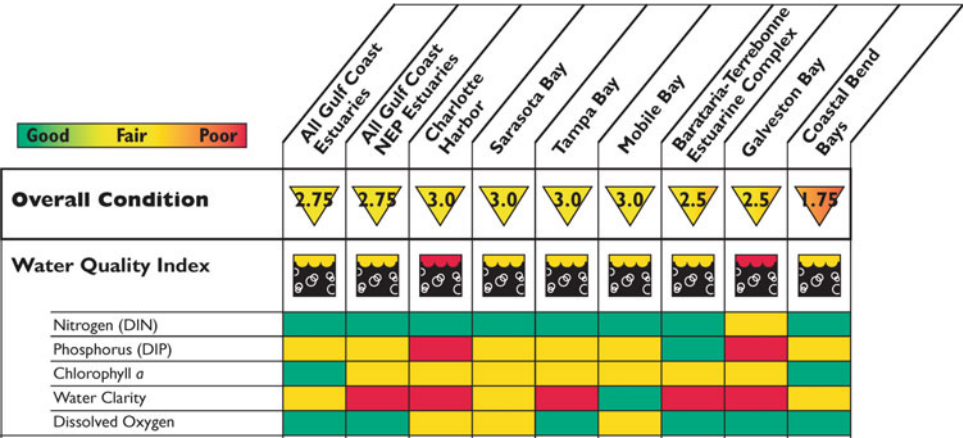 All Gulf Coast
Estuaries
All Gulf Coast
NEP Estuaries
Charlotte
Harbor
Sarasota Bay
Tampa Bay
Mobile Bay
Barataria-Terrebonne
Estuarine Complex
Galveston Bay
Coastal Bend
Bays
Good Fair Poor
Overall Condition 2.75 2.75 3.0 3.0 3.0 3.0 2.5 2.5 1.75
Water Quality Index
Nitrogen (DIN)
Phosphorus (DIP)
Chlorophyll a
Water Clarity
Dissolved Oxygen